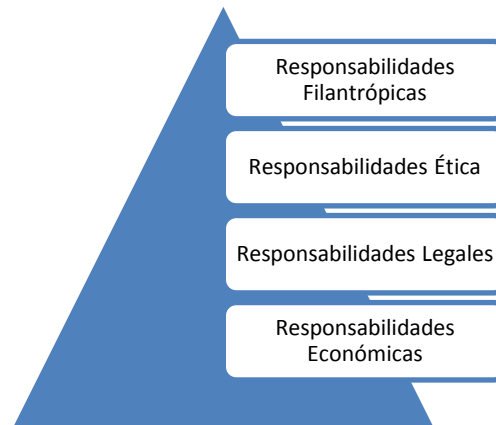 Responsabilidades
Filantrópicas
Responsabilidades Ética
Responsabilidades Legales
Responsabilidades
Económicas